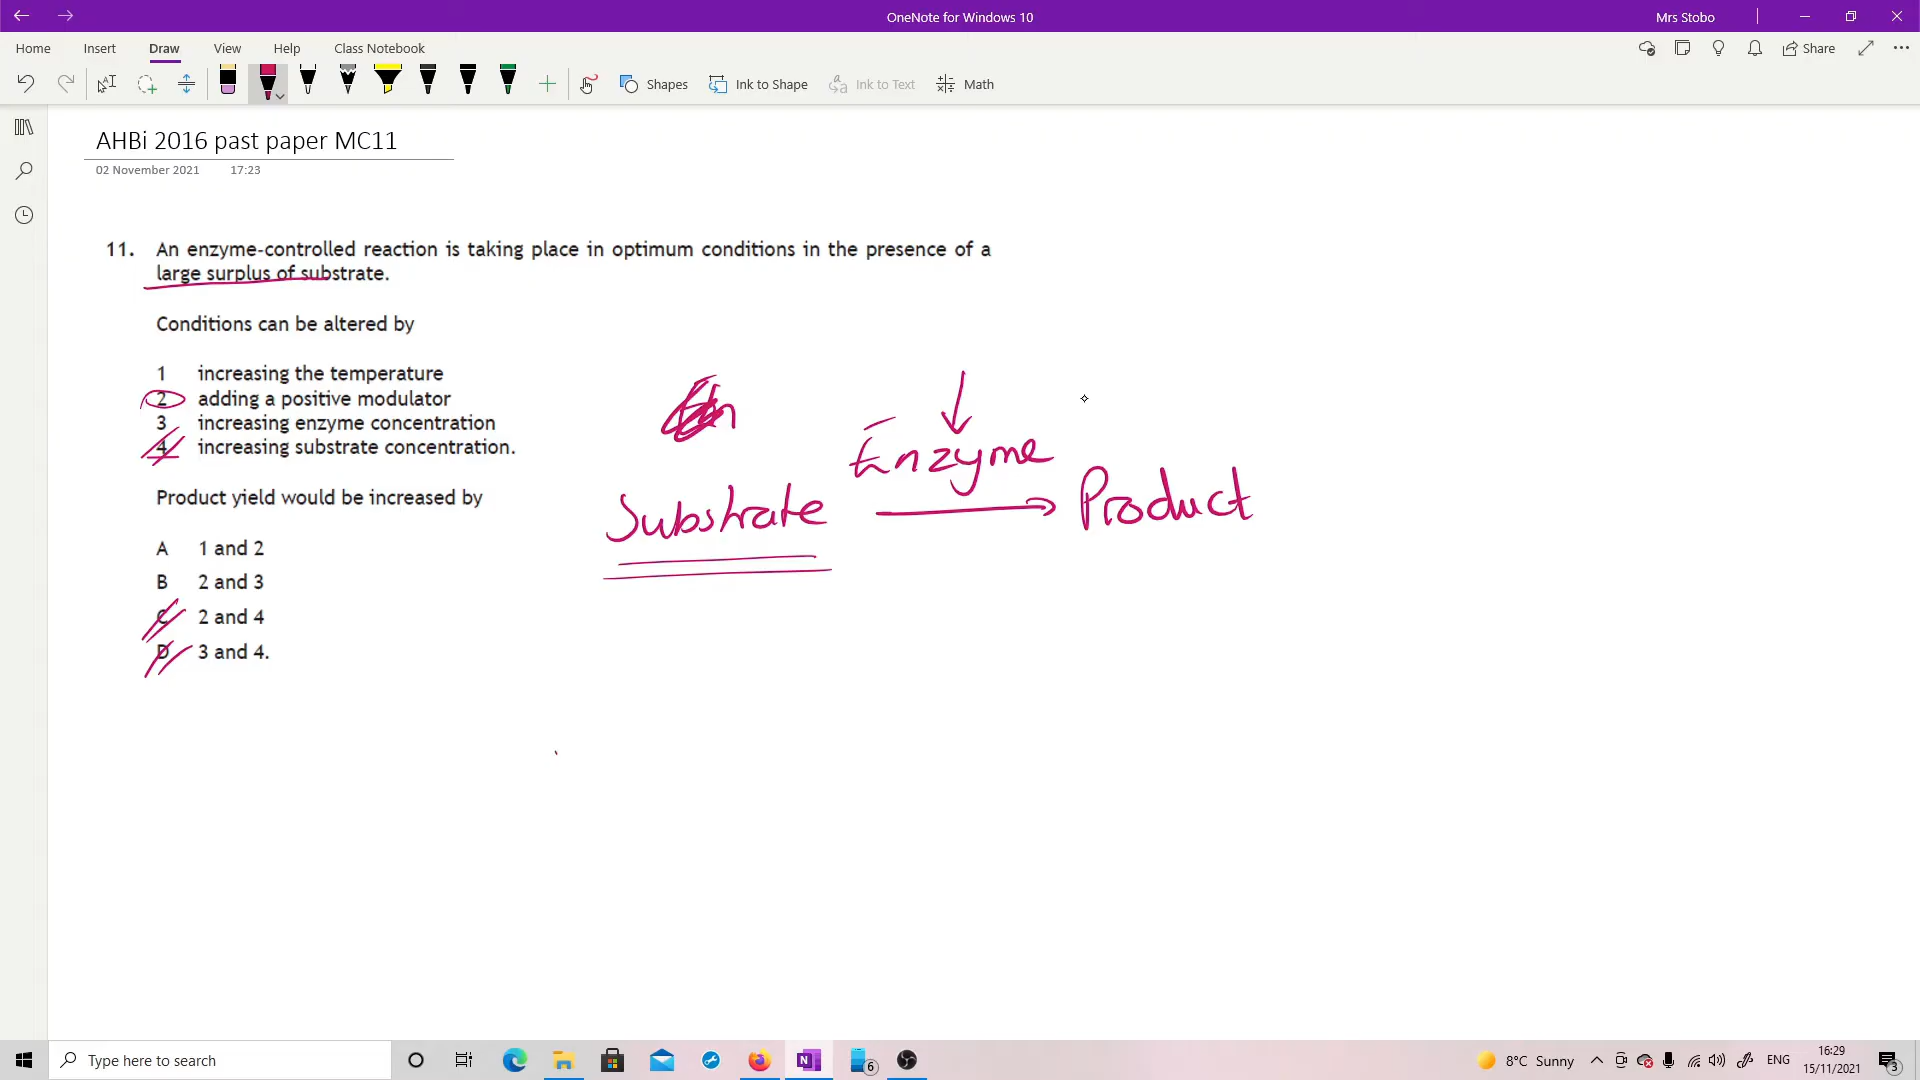 OneNote for Windows 10
Mrs Stobo
Home Insert Draw View Help Class Notebook
Share
Shapes Ink to Shape Ink to Text Math
AHBi 2016 past paper MC11
02 November 2021 17:23
11. An enzyme-controlled reaction is taking place in optimum conditions in the presence of a
large surplus of substrate.
Conditions can be altered by
1 increasing the temperature
2 adding a positive modulator
3 increasing enzyme concentration
4 increasing substrate concentration.
Product yield would be increased by
A 1 and 2
B 2 and 3
C 2 and 4
D 3 and 4.
Enzyme
Substrate
Product
Type here to search
6
8°C Sunny
ENG
16:29
15/11/2021
3